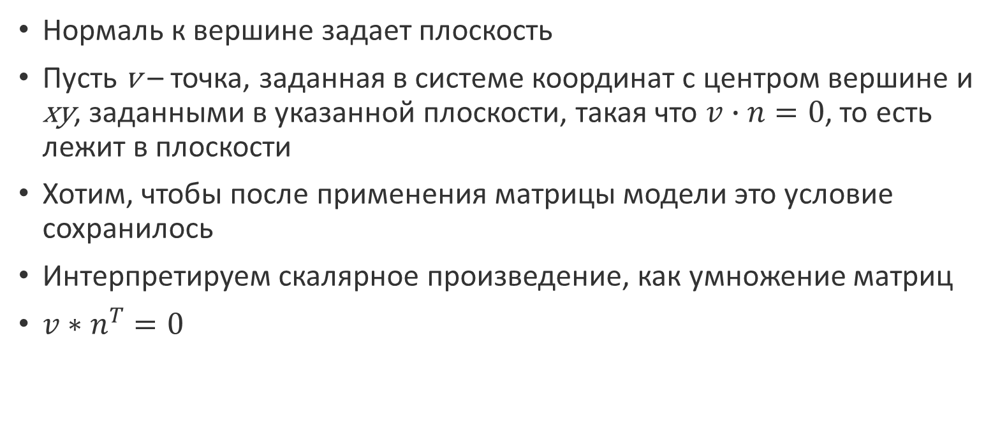 • Нормаль к вершине задает плоскость
• Пусть v – точка, заданная в системе координат с центром вершине и
xy, заданными в указанной плоскости, такая что v · n = 0, то есть
лежит в плоскости
• Хотим, чтобы после применения матрицы модели это условие
сохранилось
• Интерпретируем скалярное произведение, как умножение матриц
• v ∗ nᵀ = 0